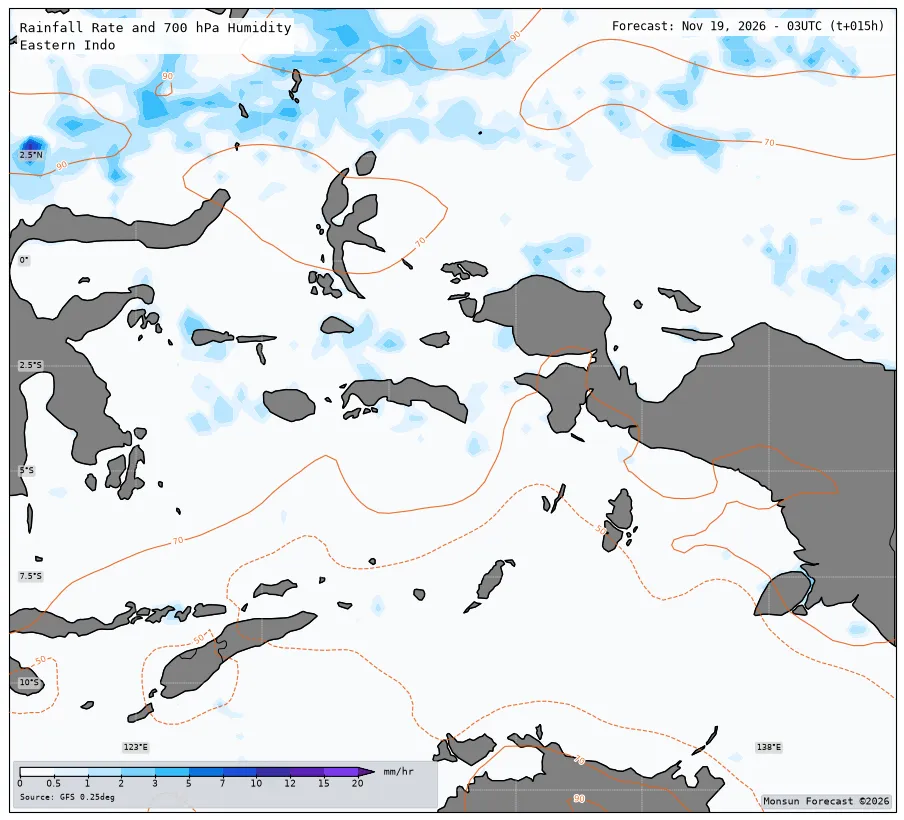 Rainfall Rate and 700 hPa Humidity
Eastern Indo
Forecast: Nov 19, 2026 - 03UTC (t+015h)
90
90
70
2.5°N
90
70
0°
2.5°S
5°S
50
70
7.5°S
50
50
10°S
123°E
138°E
70
90
0 0.5 1 2 3 5 7 10 12 15 20 mm/hr
Source: GFS 0.25deg
Monsun Forecast ©2026